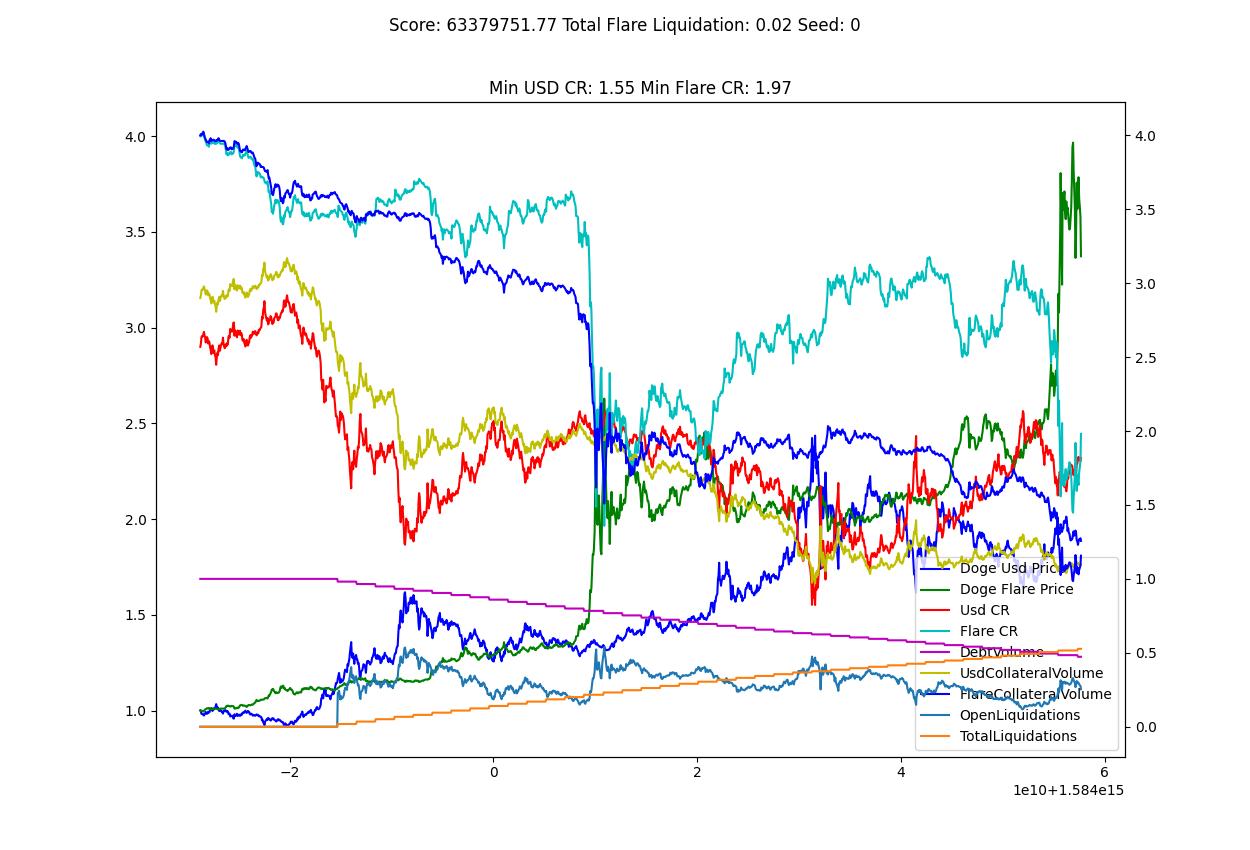 Score: 63379751.77 Total Flare Liquidation: 0.02 Seed: 0
Min USD CR: 1.55 Min Flare CR: 1.97
4.0
3.5
3.0
2.5
2.0
1.5
1.0
4.0
3.5
3.0
2.5
2.0
1.5
1.0
0.5
0.0
Doge Usd Price
Doge Flare Price
Usd CR
Flare CR
DebtVolume
UsdCollateralVolume
FlareCollateralVolume
OpenLiquidations
TotalLiquidations
−2 0 2 4 6
1e10+1.584e15